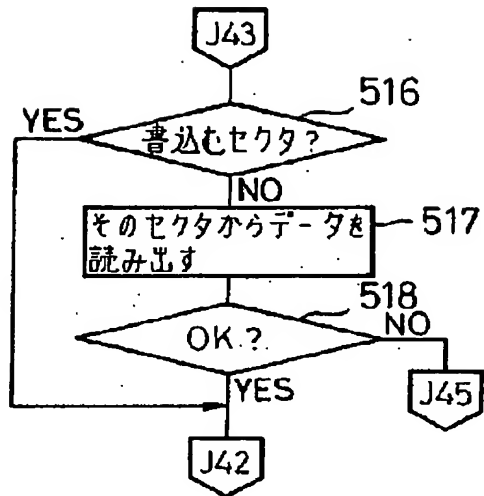 J43
516
YES
書込むセクタ?
NO
そのセクタからデータを
517
読み出す
518
OK.?
NO
YES
J45
J42